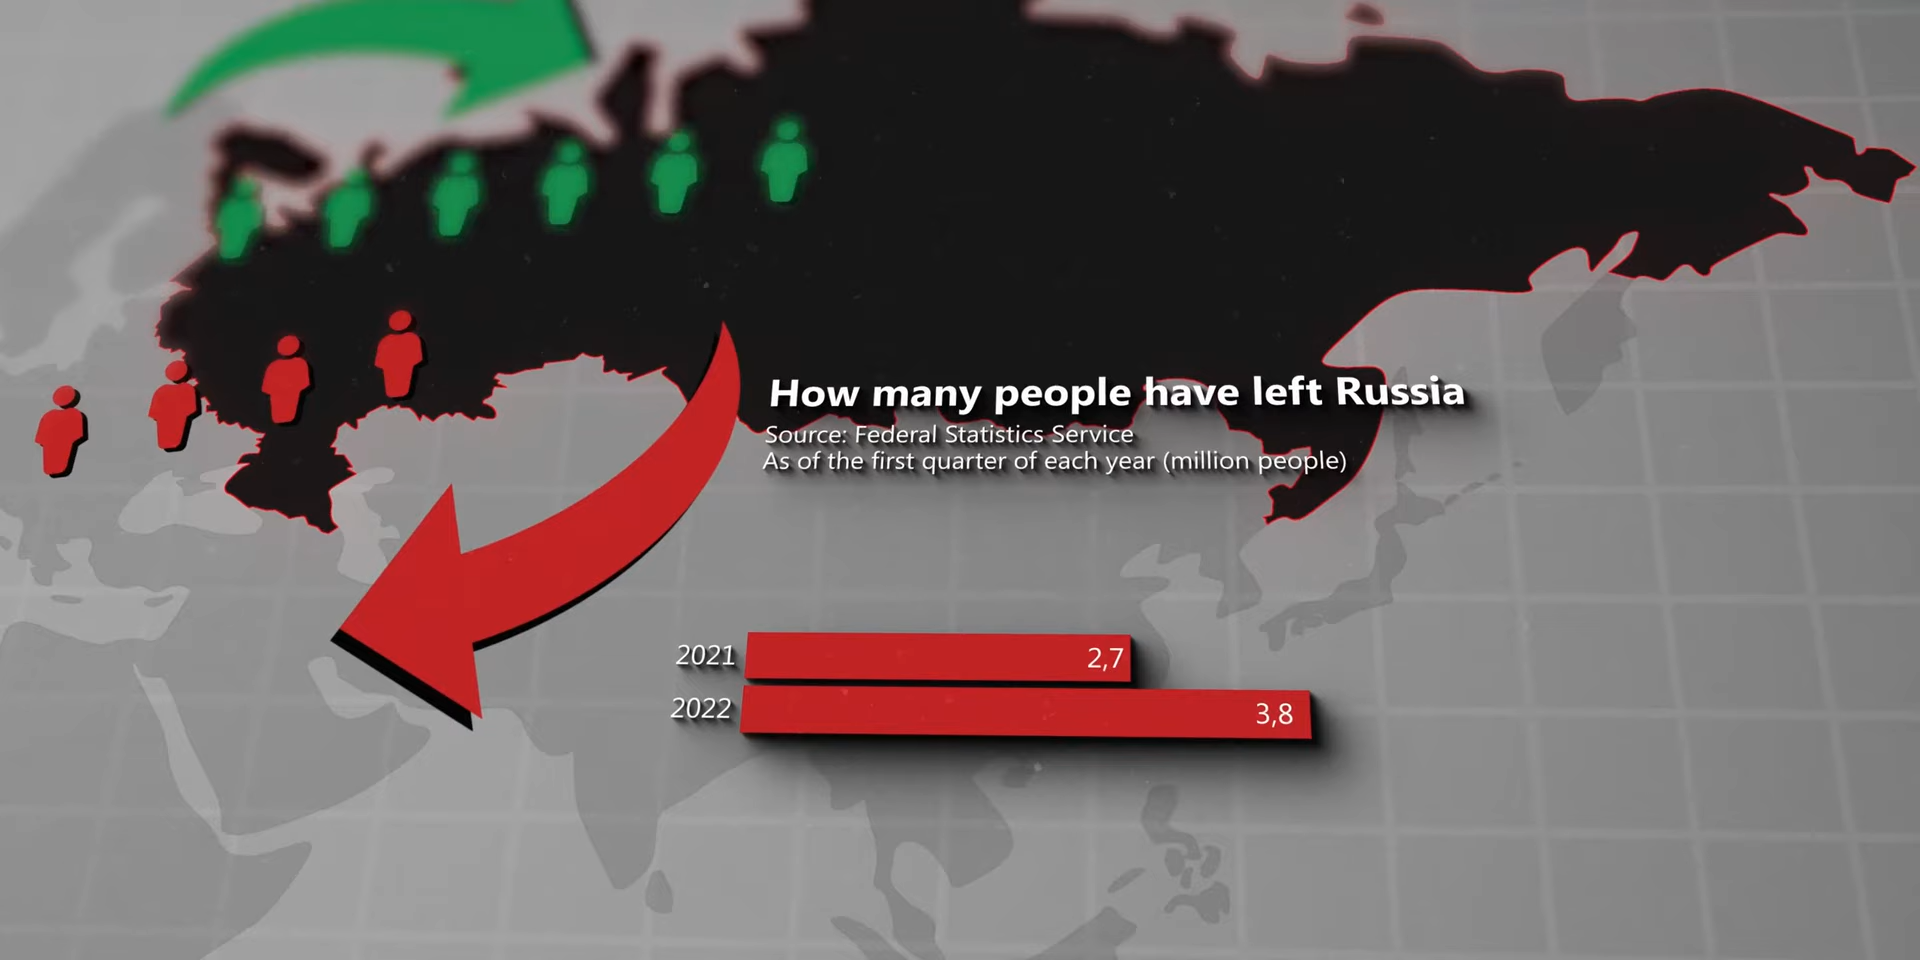 How many people have left Russia
Source: Federal Statistics Service
As of the first quarter of each year (million people)
2021 2,7
2022 3,8